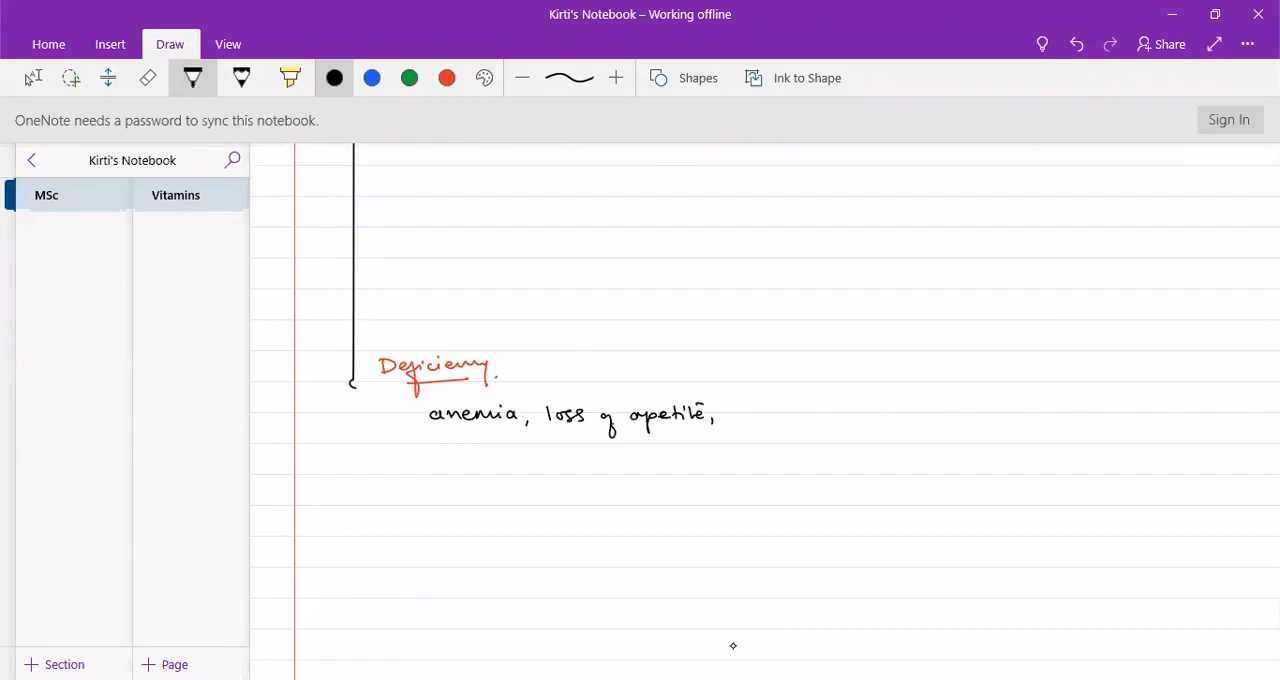 Kirti's Notebook – Working offline
Home Insert Draw View Share
Shapes Ink to Shape
OneNote needs a password to sync this notebook. Sign In
Kirti's Notebook
MSc Vitamins
Deficiency.
anemia, loss of apetite,
+ Section + Page